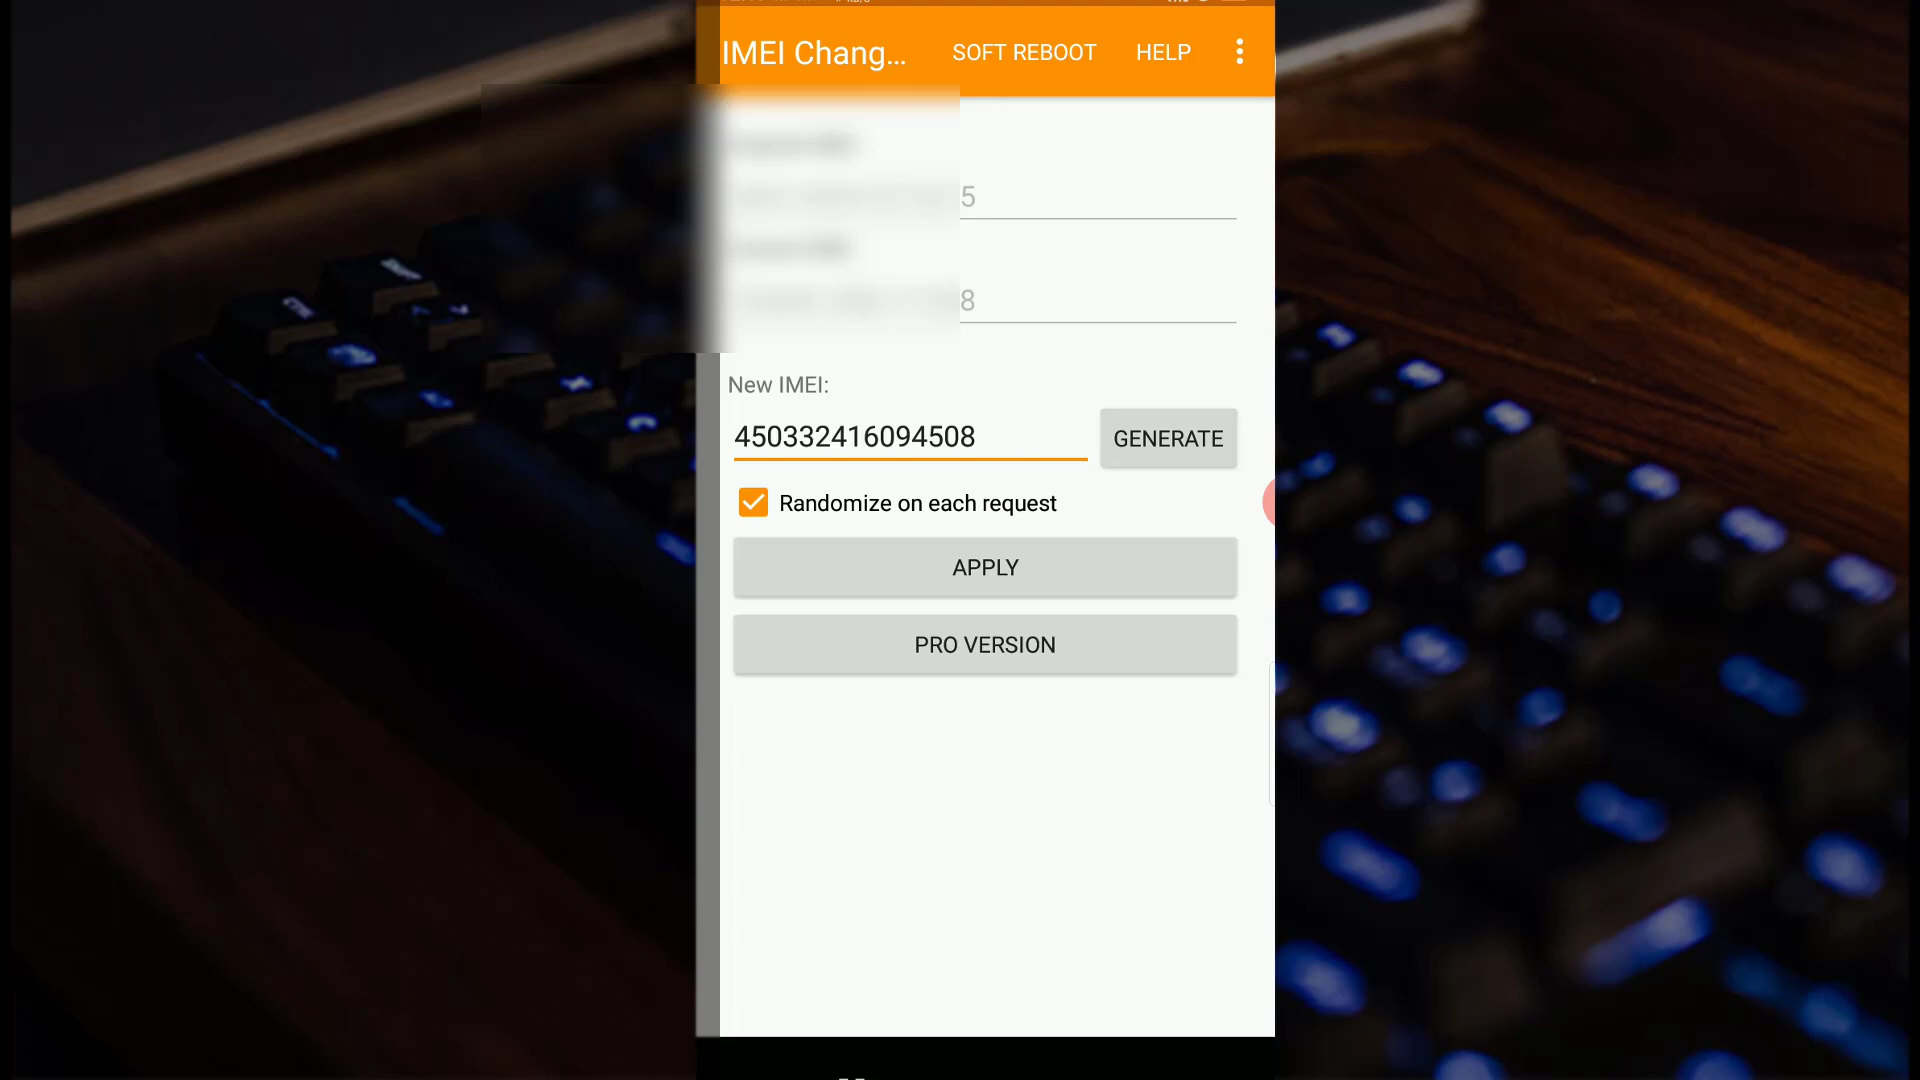 IMEI Chang... SOFT REBOOT HELP
5
8
New IMEI:
450332416094508 GENERATE
Randomize on each request
APPLY
PRO VERSION